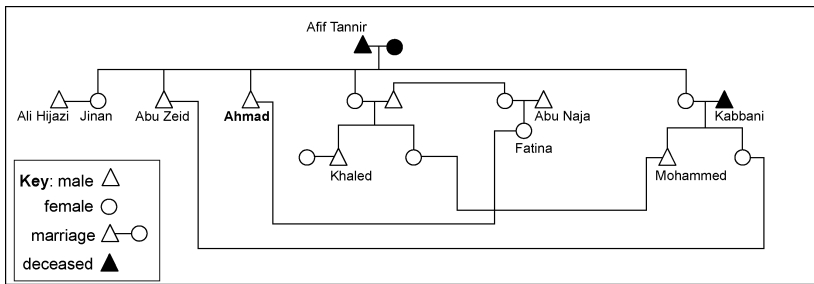 Afif Tannir
Ali Hijazi Jinan Abu Zeid Ahmad Abu Naja Kabbani
Fatina
Khaled Mohammed
Key: male
female
marriage
deceased